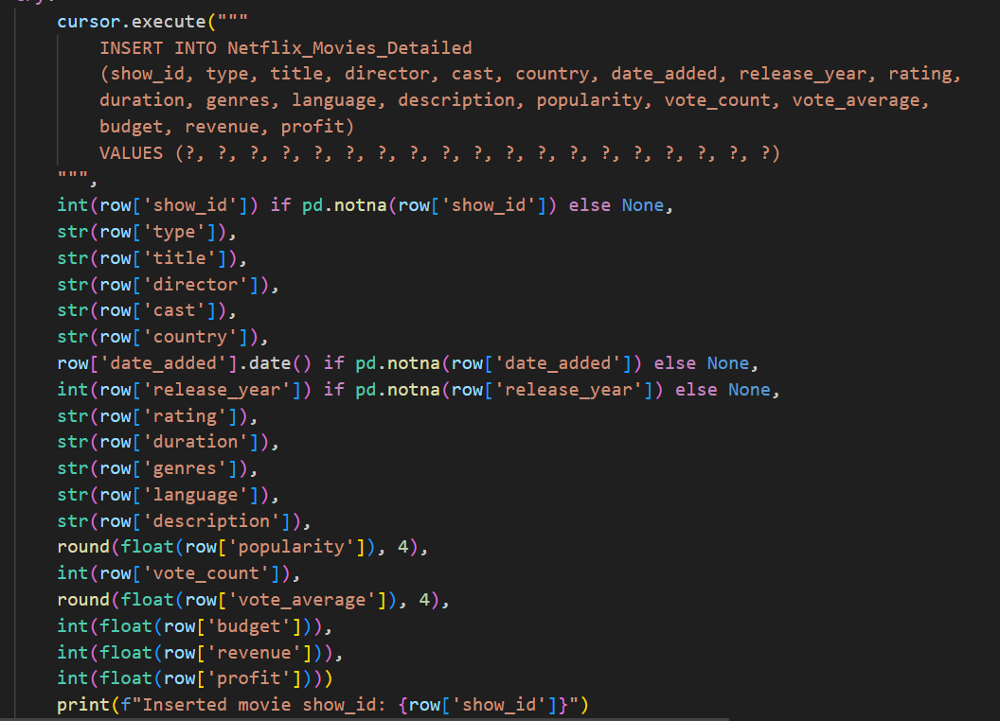 cursor.execute("""
INSERT INTO Netflix_Movies_Detailed
(show_id, type, title, director, cast, country, date_added, release_year, rating,
duration, genres, language, description, popularity, vote_count, vote_average,
budget, revenue, profit)
VALUES (?, ?, ?, ?, ?, ?, ?, ?, ?, ?, ?, ?, ?, ?, ?, ?, ?, ?, ?)
""",
int(row['show_id']) if pd.notna(row['show_id']) else None,
str(row['type']),
str(row['title']),
str(row['director']),
str(row['cast']),
str(row['country']),
row['date_added'].date() if pd.notna(row['date_added']) else None,
int(row['release_year']) if pd.notna(row['release_year']) else None,
str(row['rating']),
str(row['duration']),
str(row['genres']),
str(row['language']),
str(row['description']),
round(float(row['popularity']), 4),
int(row['vote_count']),
round(float(row['vote_average']), 4),
int(float(row['budget'])),
int(float(row['revenue'])),
int(float(row['profit'])))
print(f"Inserted movie show_id: {row['show_id']}")